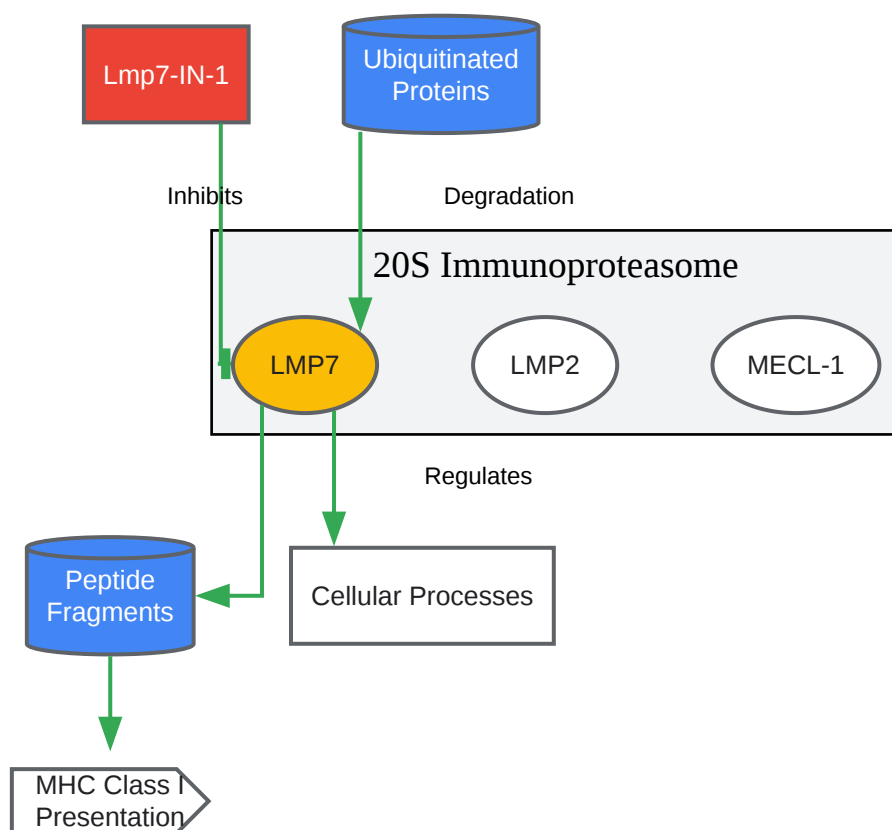 Lmp7-IN-1
Ubiquitinated
Proteins
Inhibits
Degradation
20S Immunoproteasome
LMP7
LMP2
MECL-1
Regulates
Peptide
Fragments
Cellular Processes
MHC Class I
Presentation